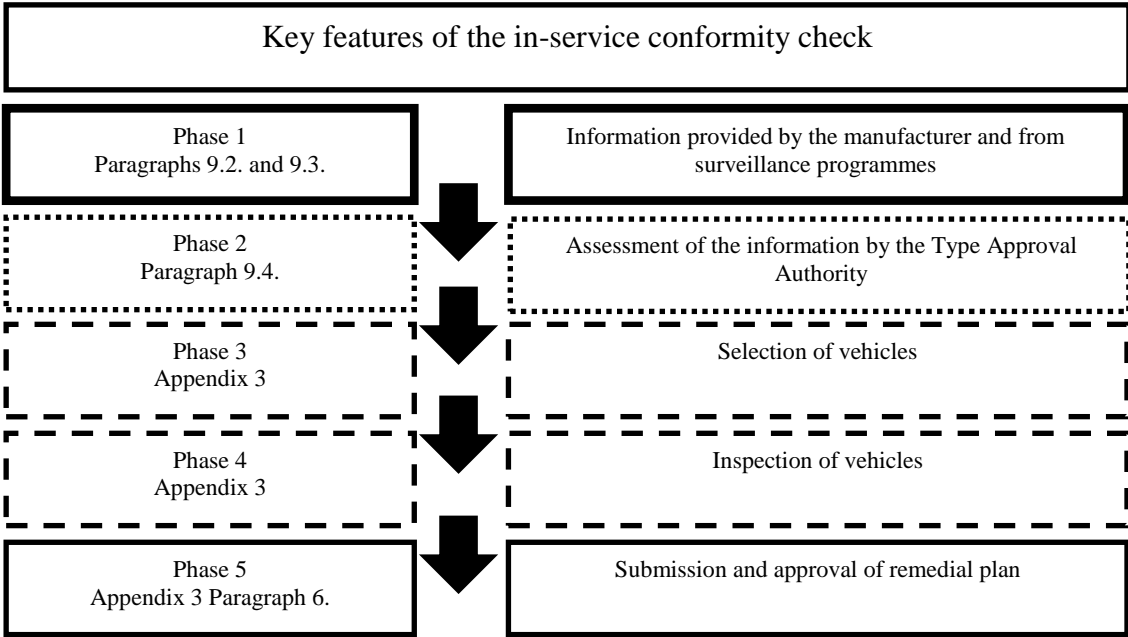 Key features of the in-service conformity check
Phase 1
Paragraphs 9.2. and 9.3.
Information provided by the manufacturer and from
surveillance programmes
Phase 2
Paragraph 9.4.
Assessment of the information by the Type Approval
Authority
Phase 3
Appendix 3
Selection of vehicles
Phase 4
Appendix 3
Inspection of vehicles
Phase 5
Appendix 3 Paragraph 6.
Submission and approval of remedial plan